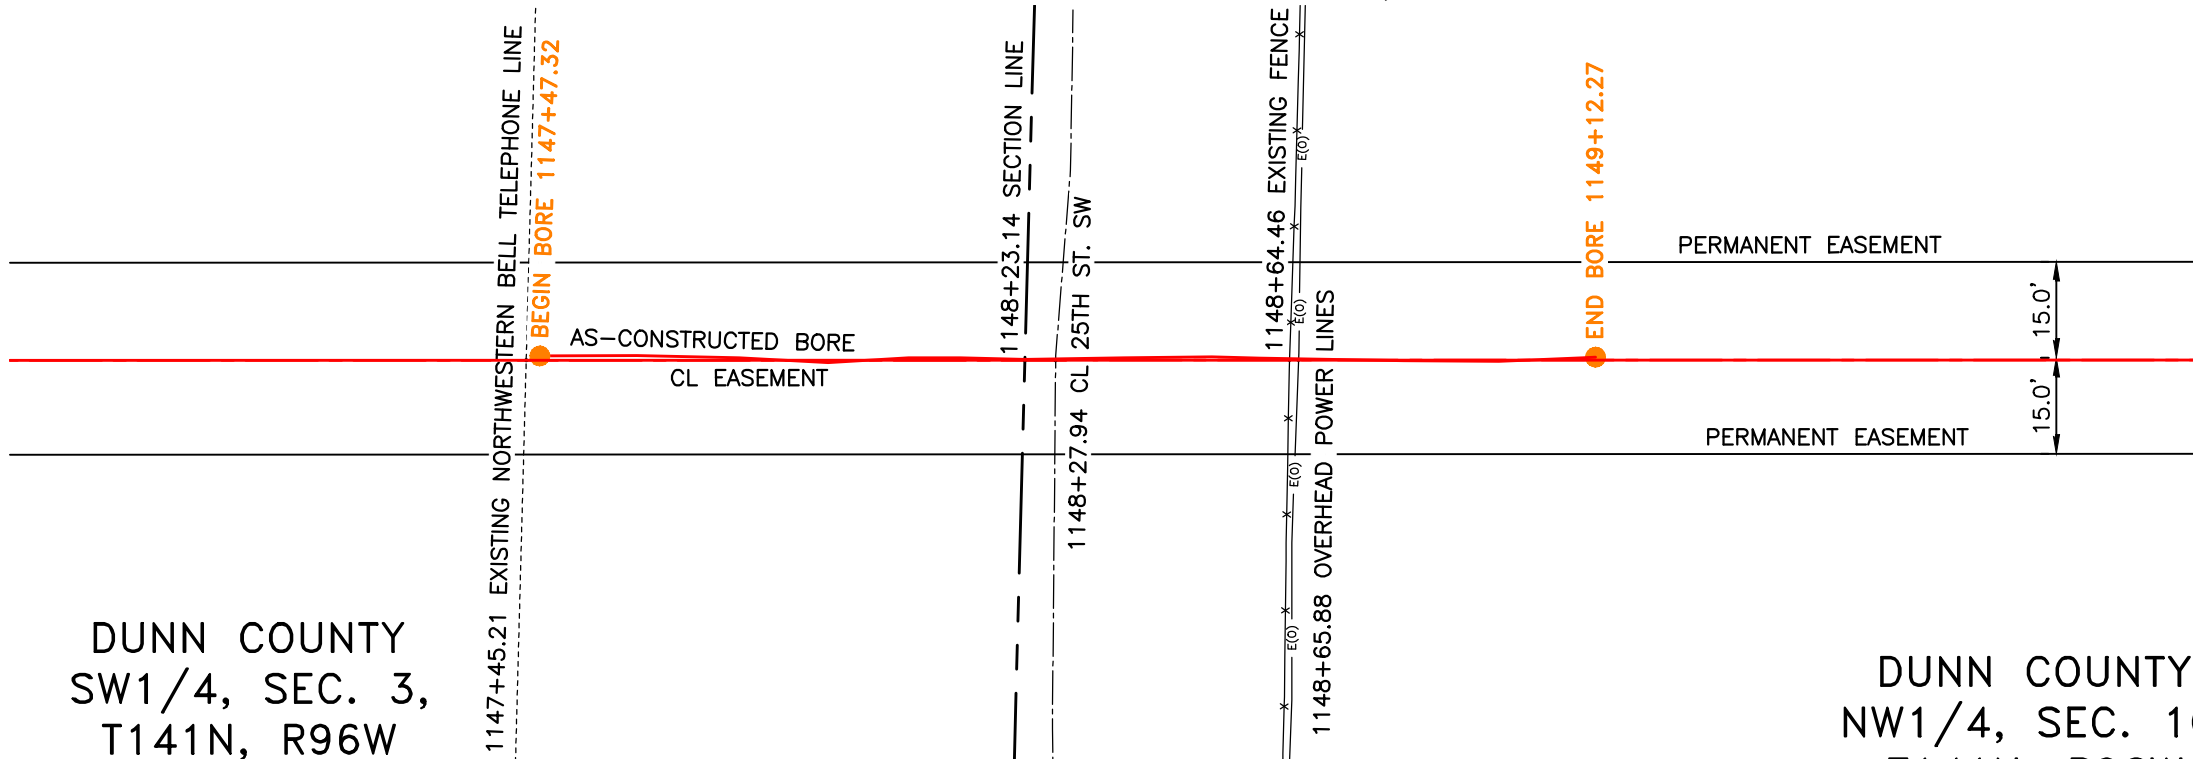 1147+45.21 EXISTING NORTHWESTERN BELL TELEPHONE LINE
BEGIN BORE 1147+47.32
1148+23.14 SECTION LINE
1148+27.94 CL 25TH ST. SW
1148+64.46 EXISTING FENCE
1148+65.88 OVERHEAD POWER LINES
E(O)
E(O)
E(O)
E(O)
END BORE 1149+12.27
PERMANENT EASEMENT
15.0'
AS-CONSTRUCTED BORE
CL EASEMENT
15.0'
PERMANENT EASEMENT
DUNN COUNTY
SW1/4, SEC. 3,
T141N, R96W
DUNN COUNTY
NW1/4, SEC.